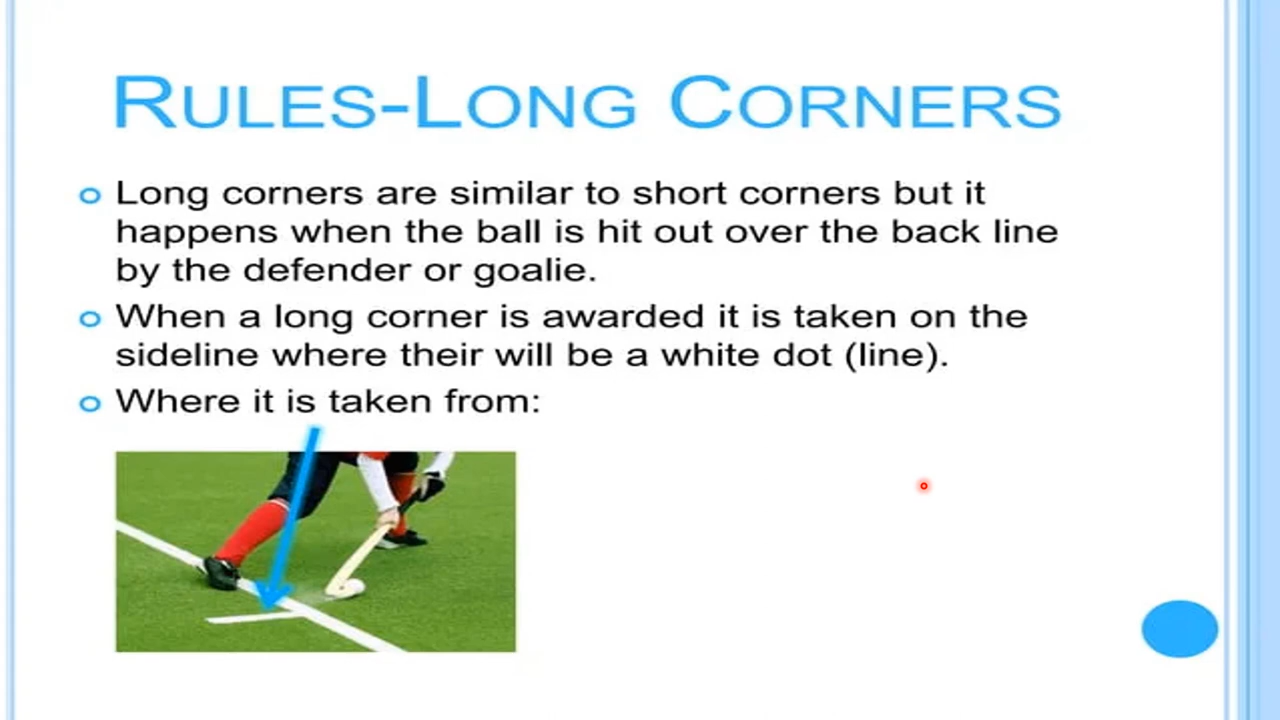 Rules-Long Corners
Long corners are similar to short corners but it
happens when the ball is hit out over the back line
by the defender or goalie.
When a long corner is awarded it is taken on the
sideline where their will be a white dot (line).
Where it is taken from: